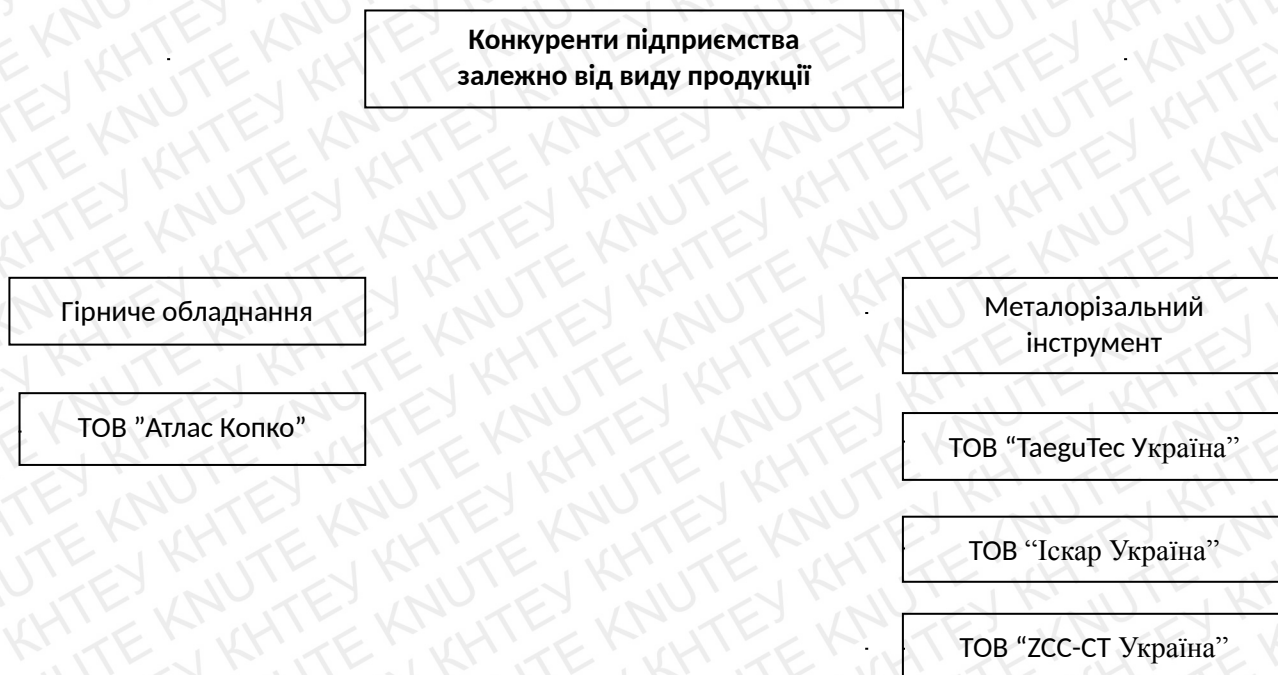 Конкуренти підприємства
залежно від виду продукції
Гірниче обладнання
ТОВ ”Атлас Копко”
Металорізальний
інструмент
ТОВ “TaeguTec Україна”
ТОВ “Іскар Україна”
ТОВ “ZCC-CT Україна”